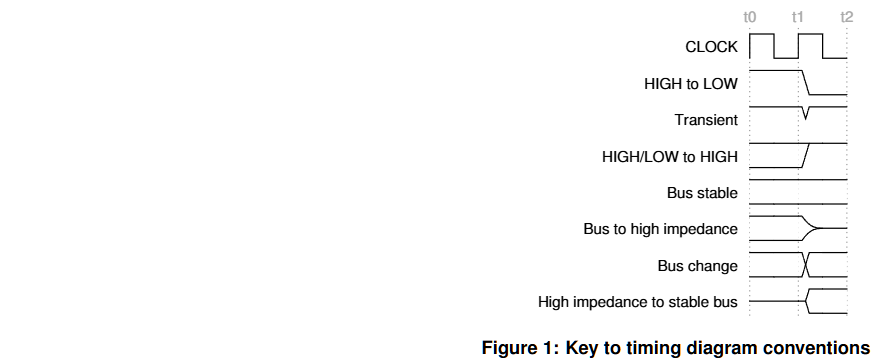 t0 t1 t2
CLOCK
HIGH to LOW
Transient
HIGH/LOW to HIGH
Bus stable
Bus to high impedance
Bus change
High impedance to stable bus
Figure 1: Key to timing diagram conventions